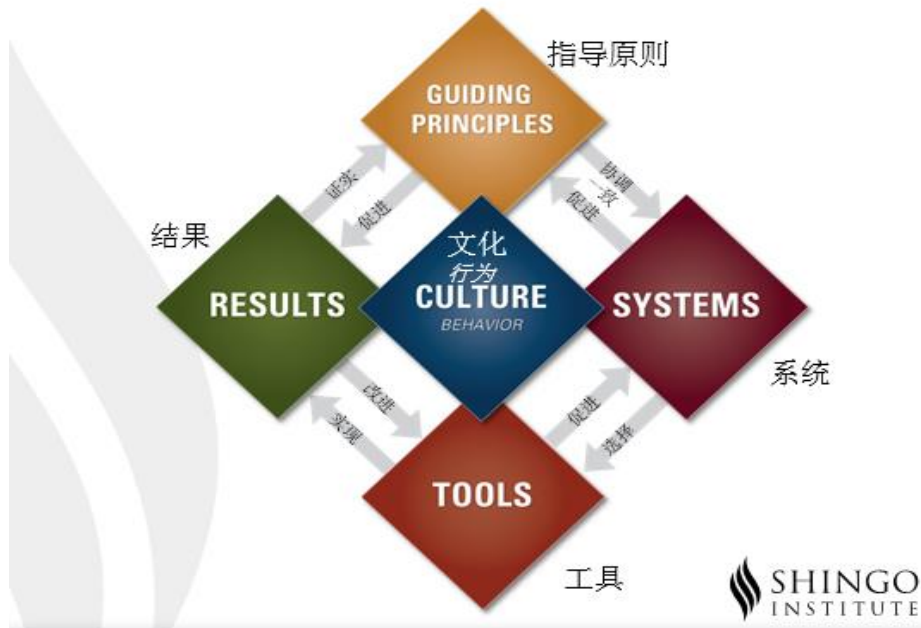 指导原则
GUIDING
PRINCIPLES
证实
促进
协调
一致
促进
结果
RESULTS
文化
行为
CULTURE
BEHAVIOR
SYSTEMS
系统
改进
实现
促进
选择
TOOLS
工具
SHINGO
INSTITUTE